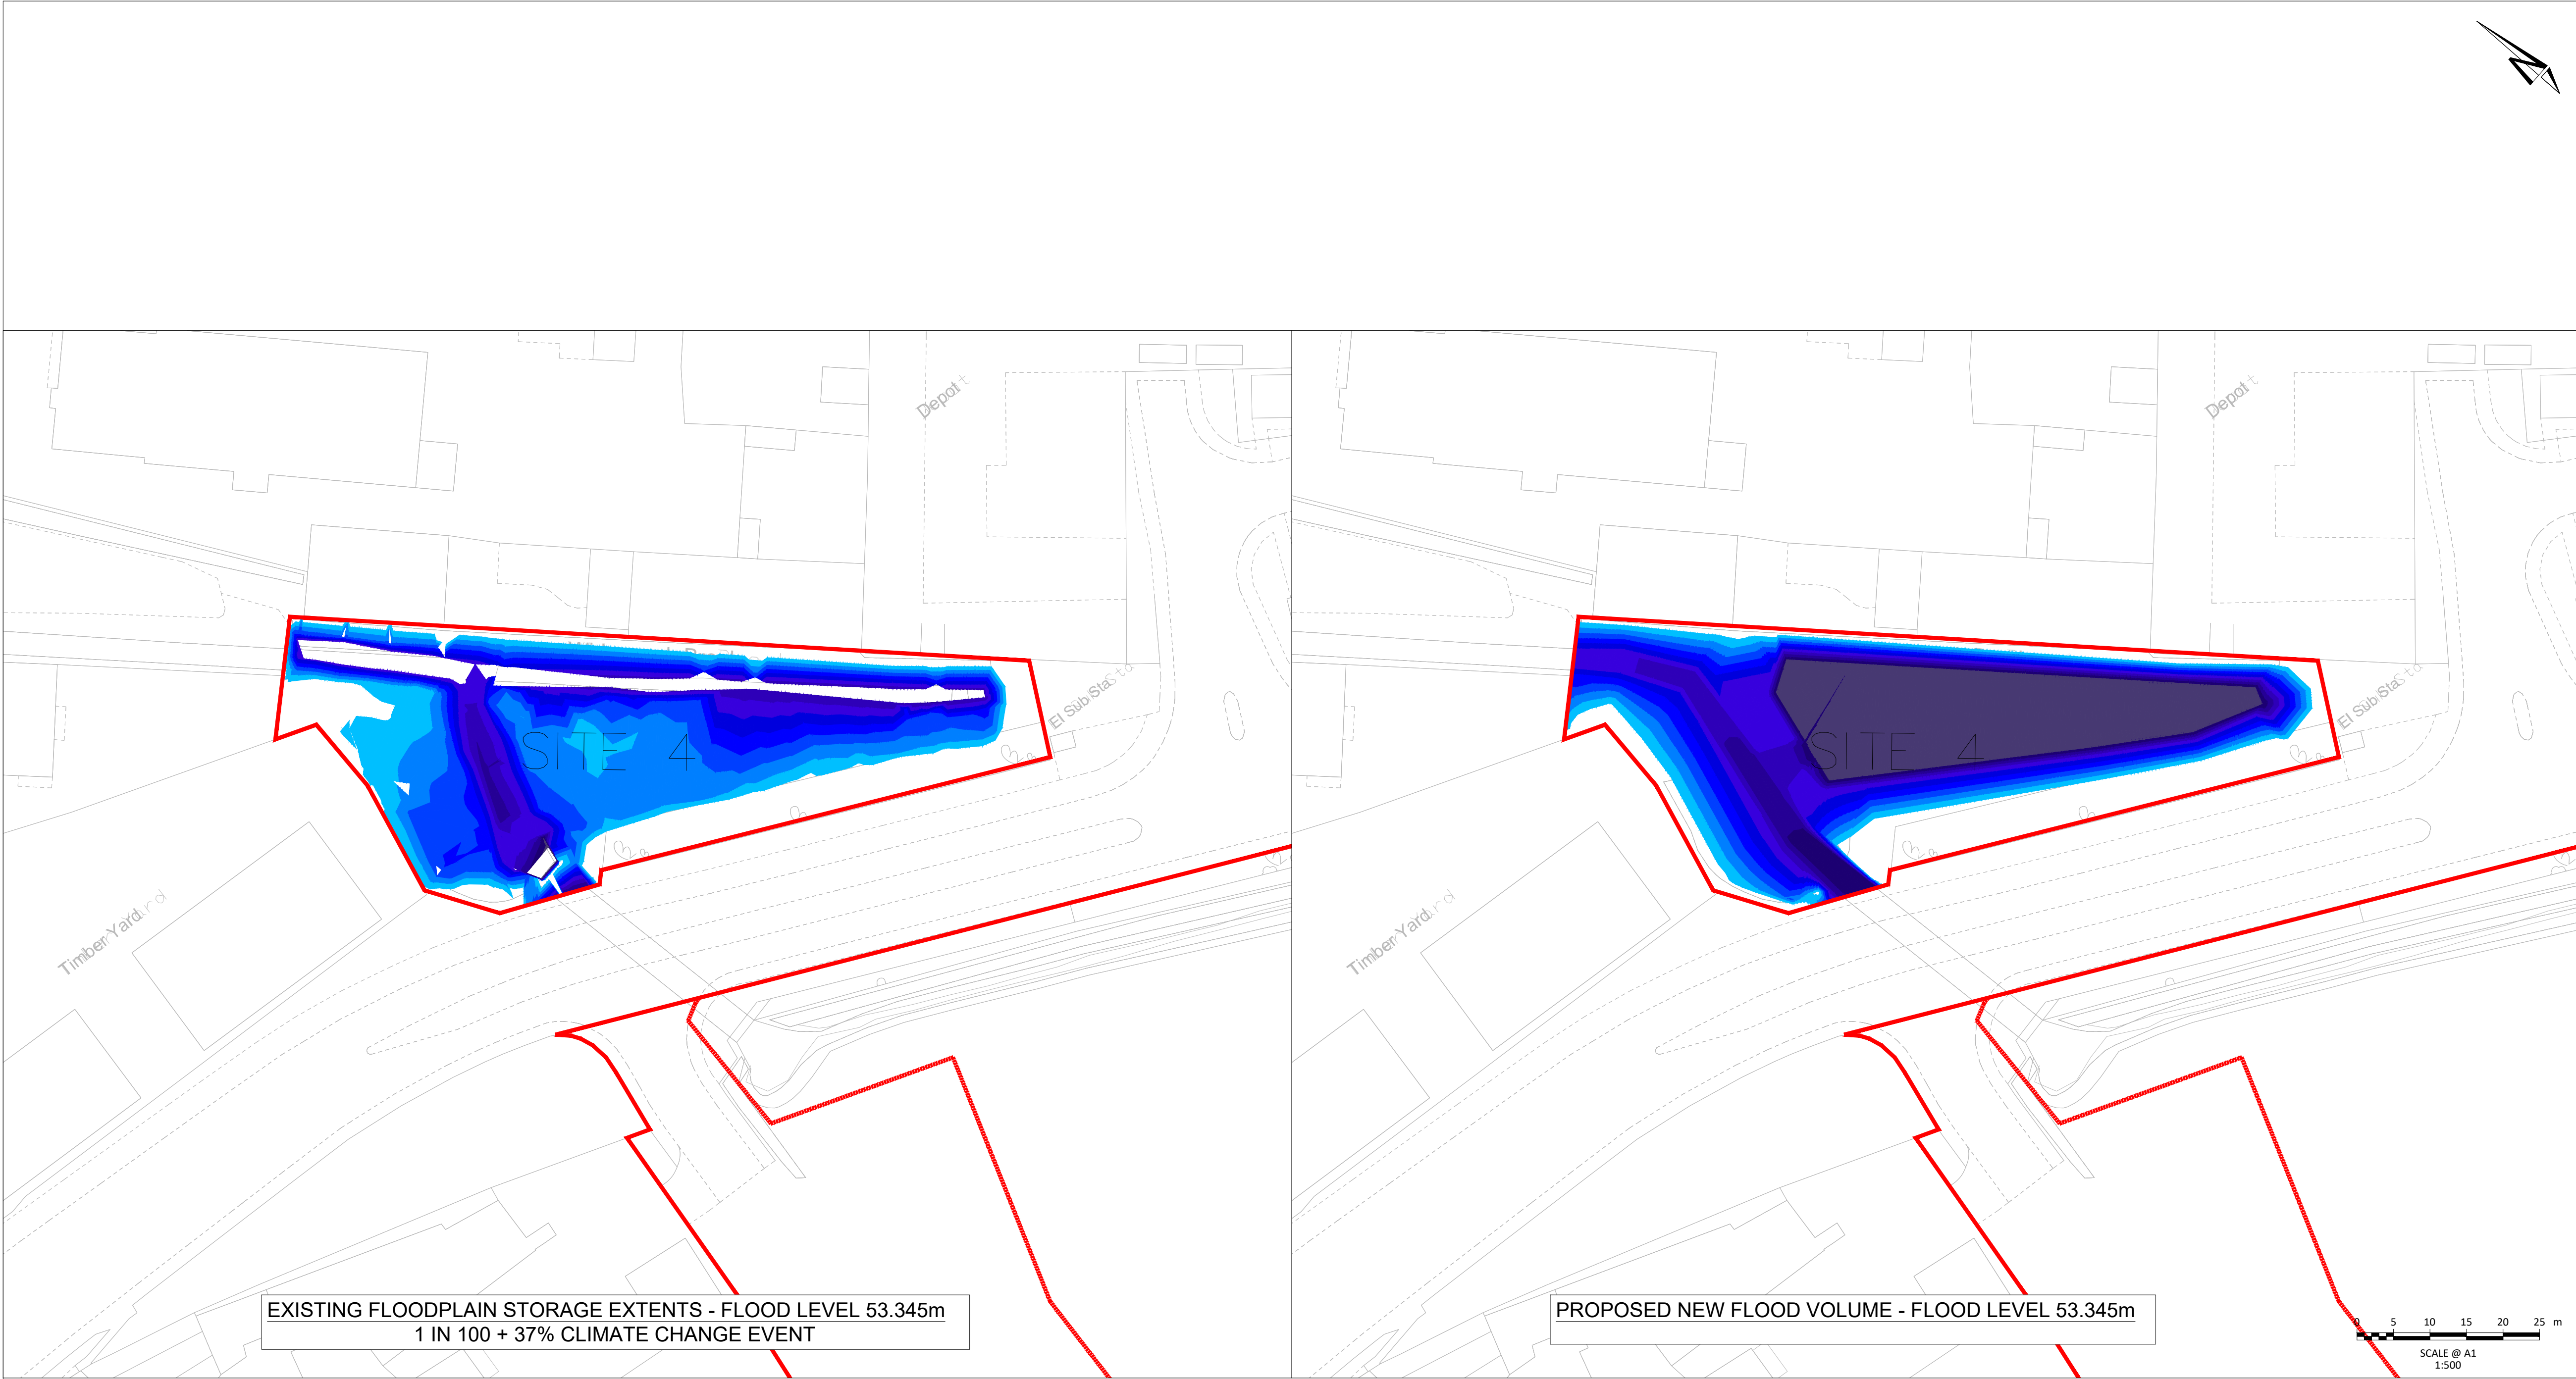 N
Depot
Depot
El Sub Sta
El Sub Sta
SITE 4
SITE 4
Timber Yard
Timber Yard
EXISTING FLOODPLAIN STORAGE EXTENTS - FLOOD LEVEL 53.345m
1 IN 100 + 37% CLIMATE CHANGE EVENT
PROPOSED NEW FLOOD VOLUME - FLOOD LEVEL 53.345m
0 5 10 15 20 25 m
SCALE @ A1
1:500